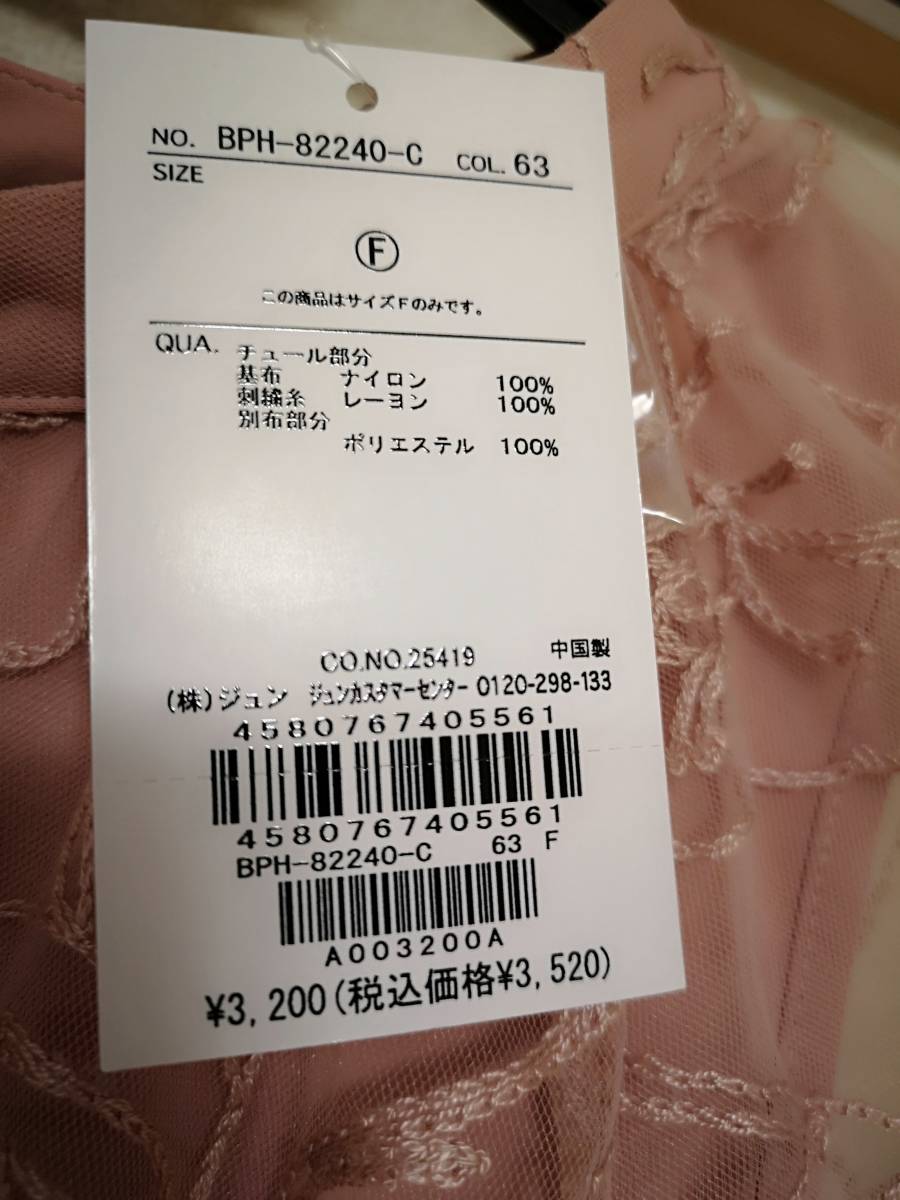 NO. BPH-82240-C COL. 63
SIZE
Ⓕ
この商品はサイズFのみです。
QUA. チュール部分
基布 ナイロン 100%
刺繍糸 レーヨン 100%
別布部分
ポリエステル 100%
CO.NO.25419 中国製
(株)ジュン ジュンカスタマーセンター 0120-298-133
4580767405561
4580767405561
BPH-82240-C 63 F
A003200A
¥3,200(税込価格¥3,520)